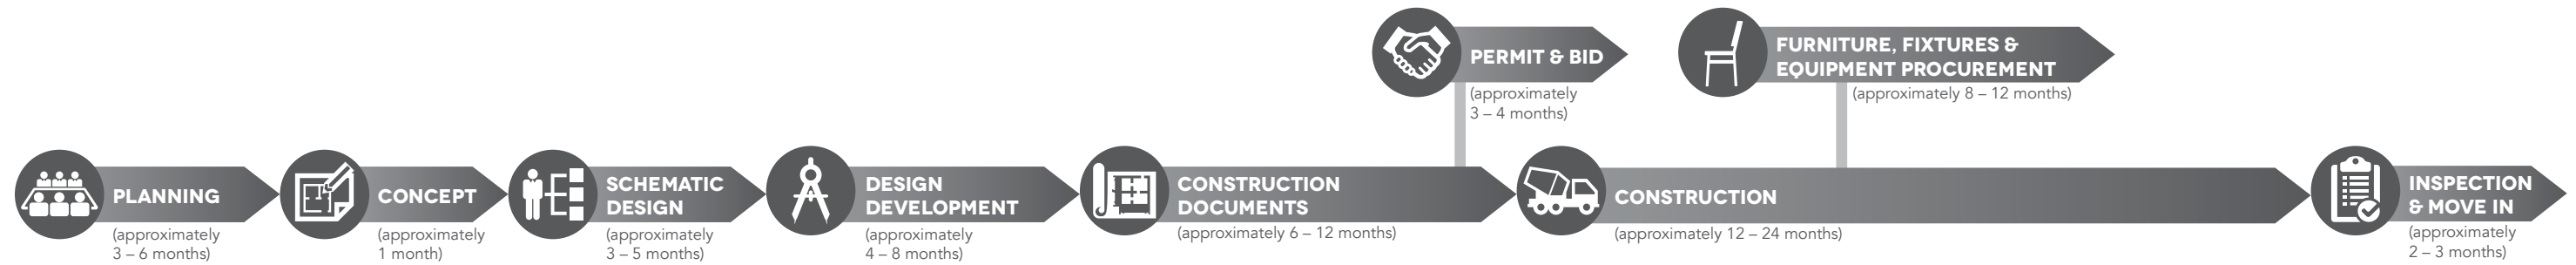 PERMIT & BID
(approximately
3 – 4 months)
FURNITURE, FIXTURES &
EQUIPMENT PROCUREMENT
(approximately 8 – 12 months)
PLANNING
(approximately
3 – 6 months)
CONCEPT
(approximately
1 month)
SCHEMATIC
DESIGN
(approximately
3 – 5 months)
DESIGN
DEVELOPMENT
(approximately
4 – 8 months)
CONSTRUCTION
DOCUMENTS
(approximately 6 – 12 months)
CONSTRUCTION
(approximately 12 – 24 months)
INSPECTION
& MOVE IN
(approximately
2 – 3 months)